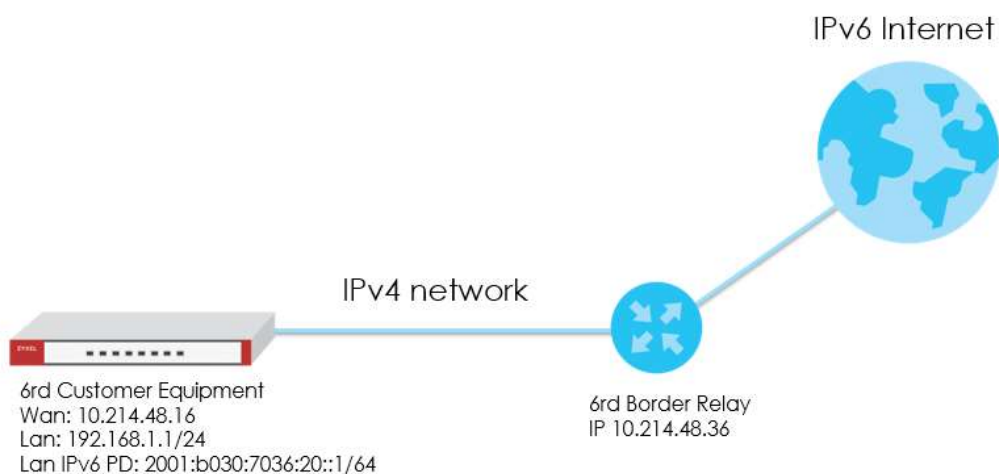 IPv6 Internet
IPv4 network
ZYXEL
6rd Customer Equipment
Wan: 10.214.48.16
Lan: 192.168.1.1/24
Lan IPv6 PD: 2001:b030:7036:20::1/64
6rd Border Relay
IP 10.214.48.36